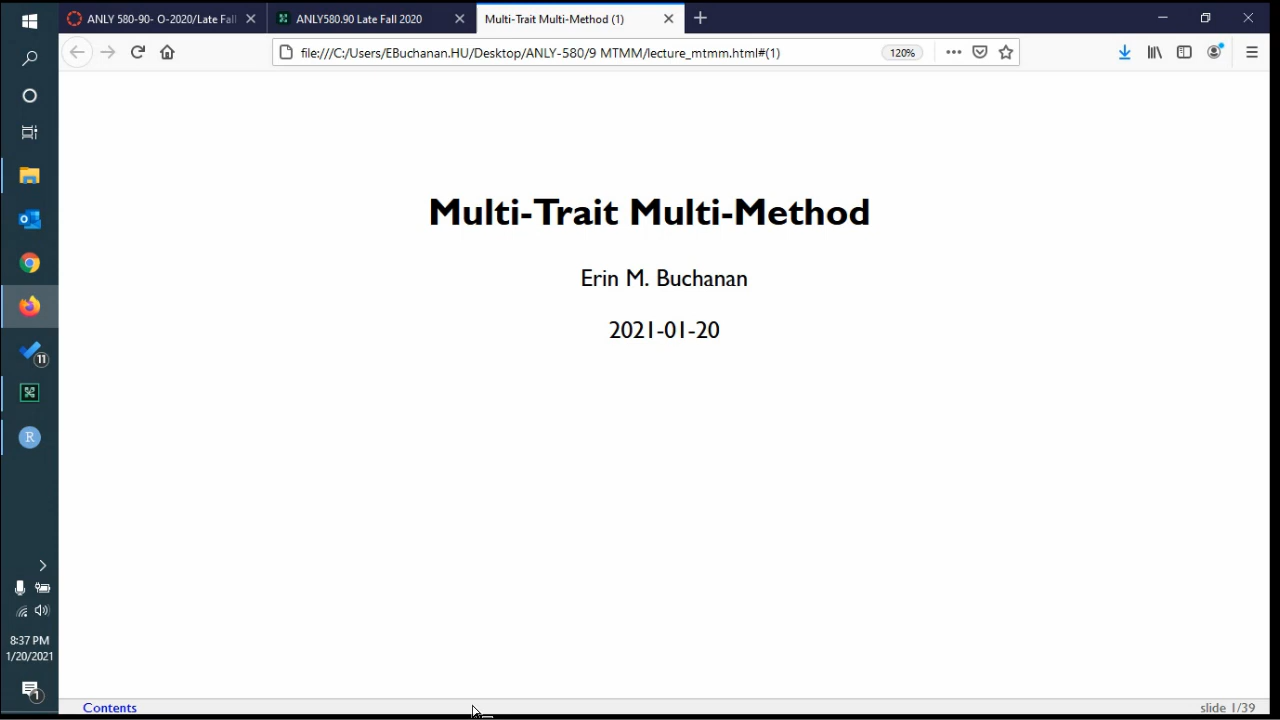 ANLY 580-90- O-2020/Late Fall
ANLY580.90 Late Fall 2020
Multi-Trait Multi-Method (1)
file:///C:/Users/EBuchanan.HU/Desktop/ANLY-580/9 MTMM/lecture_mtmm.html#(1)
120%
Multi-Trait Multi-Method
Erin M. Buchanan
2021-01-20
11
R
8:37 PM
1/20/2021
1
Contents
slide 1/39